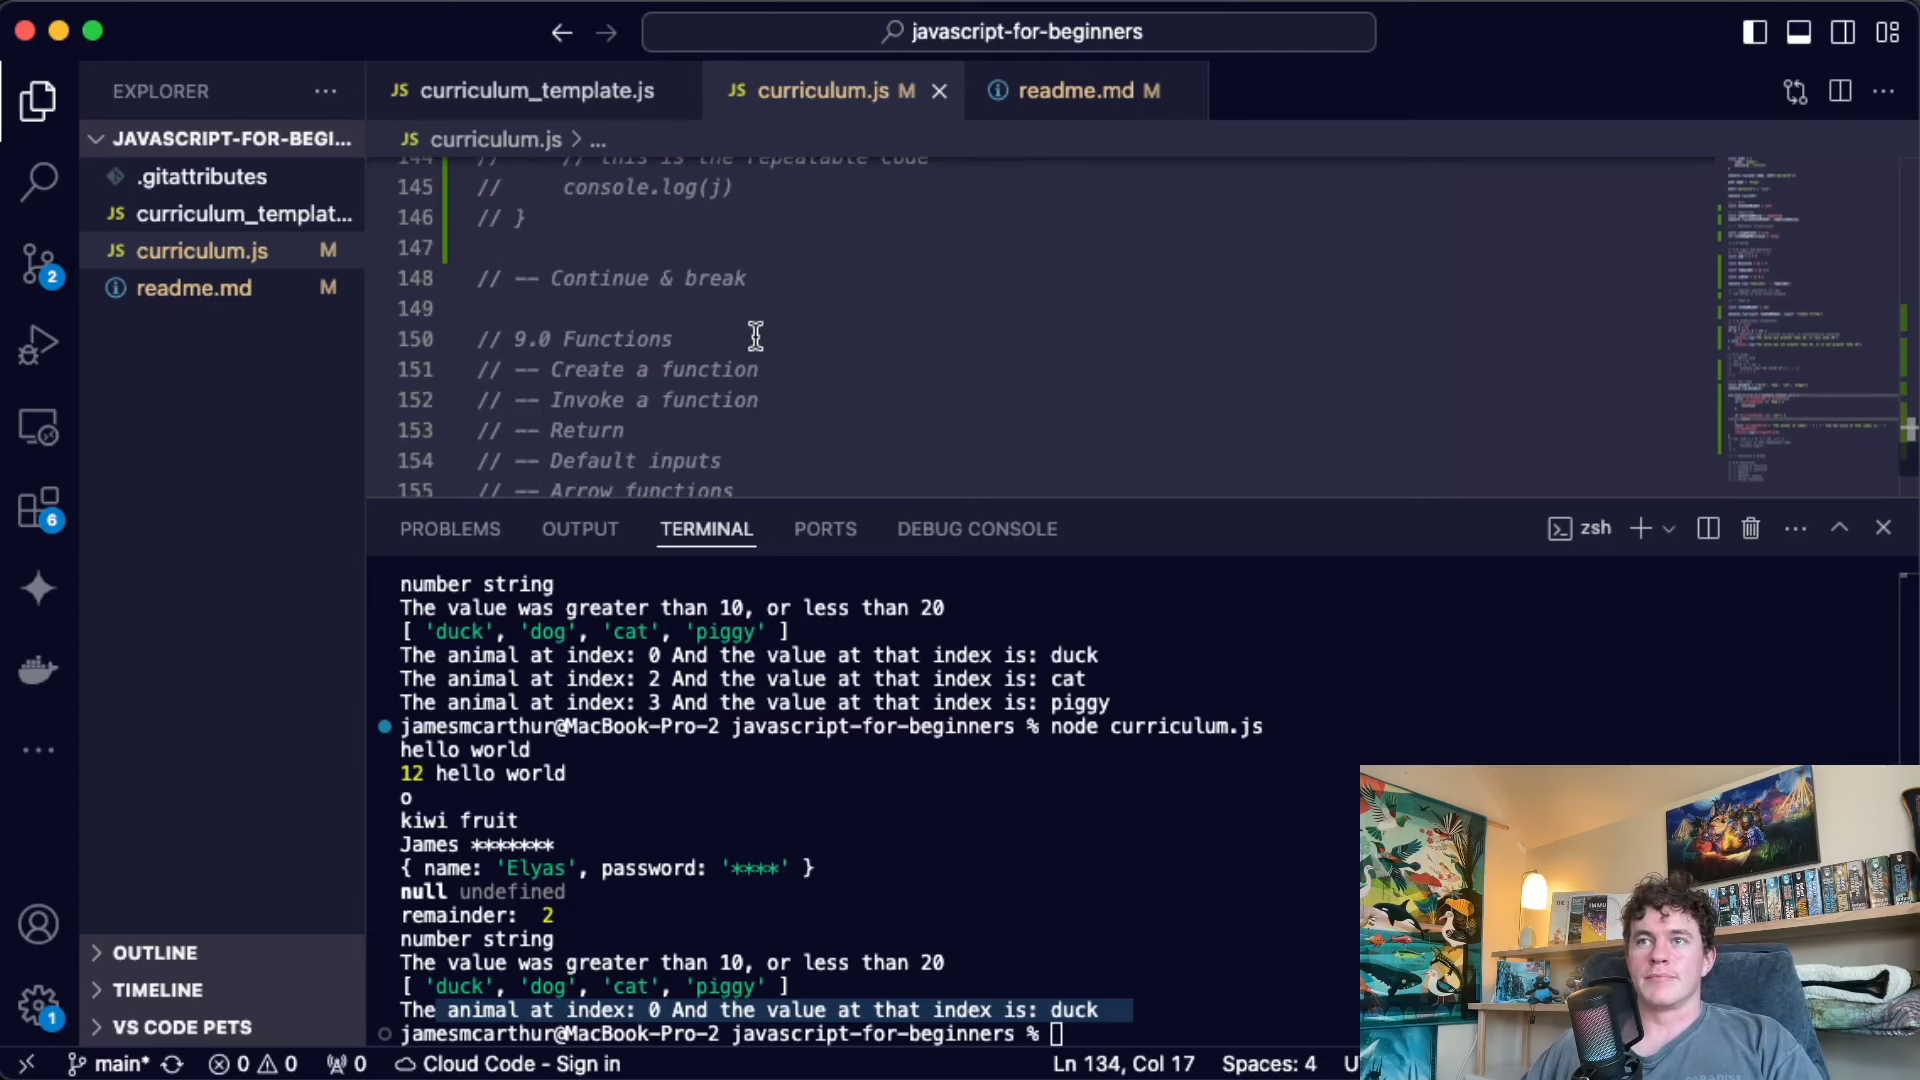 javascript-for-beginners
EXPLORER
JAVASCRIPT-FOR-BEGI...
.gitattributes
JS curriculum_templat...
JS curriculum.js M
readme.md M
2
6
1
OUTLINE
TIMELINE
VS CODE PETS
JS curriculum_template.js
JS curriculum.js M
readme.md M
JS curriculum.js > ...
144 // // this is the repeatable code
145 // console.log(j)
146 // }
147
148 // -- Continue & break
149
150 // 9.0 Functions
151 // -- Create a function
152 // -- Invoke a function
153 // -- Return
154 // -- Default inputs
155 // -- Arrow functions
PROBLEMS OUTPUT TERMINAL PORTS DEBUG CONSOLE
zsh
number string
The value was greater than 10, or less than 20
[ 'duck', 'dog', 'cat', 'piggy' ]
The animal at index: 0 And the value at that index is: duck
The animal at index: 2 And the value at that index is: cat
The animal at index: 3 And the value at that index is: piggy
jamesmcarthur@MacBook-Pro-2 javascript-for-beginners % node curriculum.js
hello world
12 hello world
o
kiwi fruit
James *******
{ name: 'Elyas', password: '****' }
null undefined
remainder: 2
number string
The value was greater than 10, or less than 20
[ 'duck', 'dog', 'cat', 'piggy' ]
The animal at index: 0 And the value at that index is: duck
jamesmcarthur@MacBook-Pro-2 javascript-for-beginners %
main* 0 0 0 Cloud Code - Sign in Ln 134, Col 17 Spaces: 4